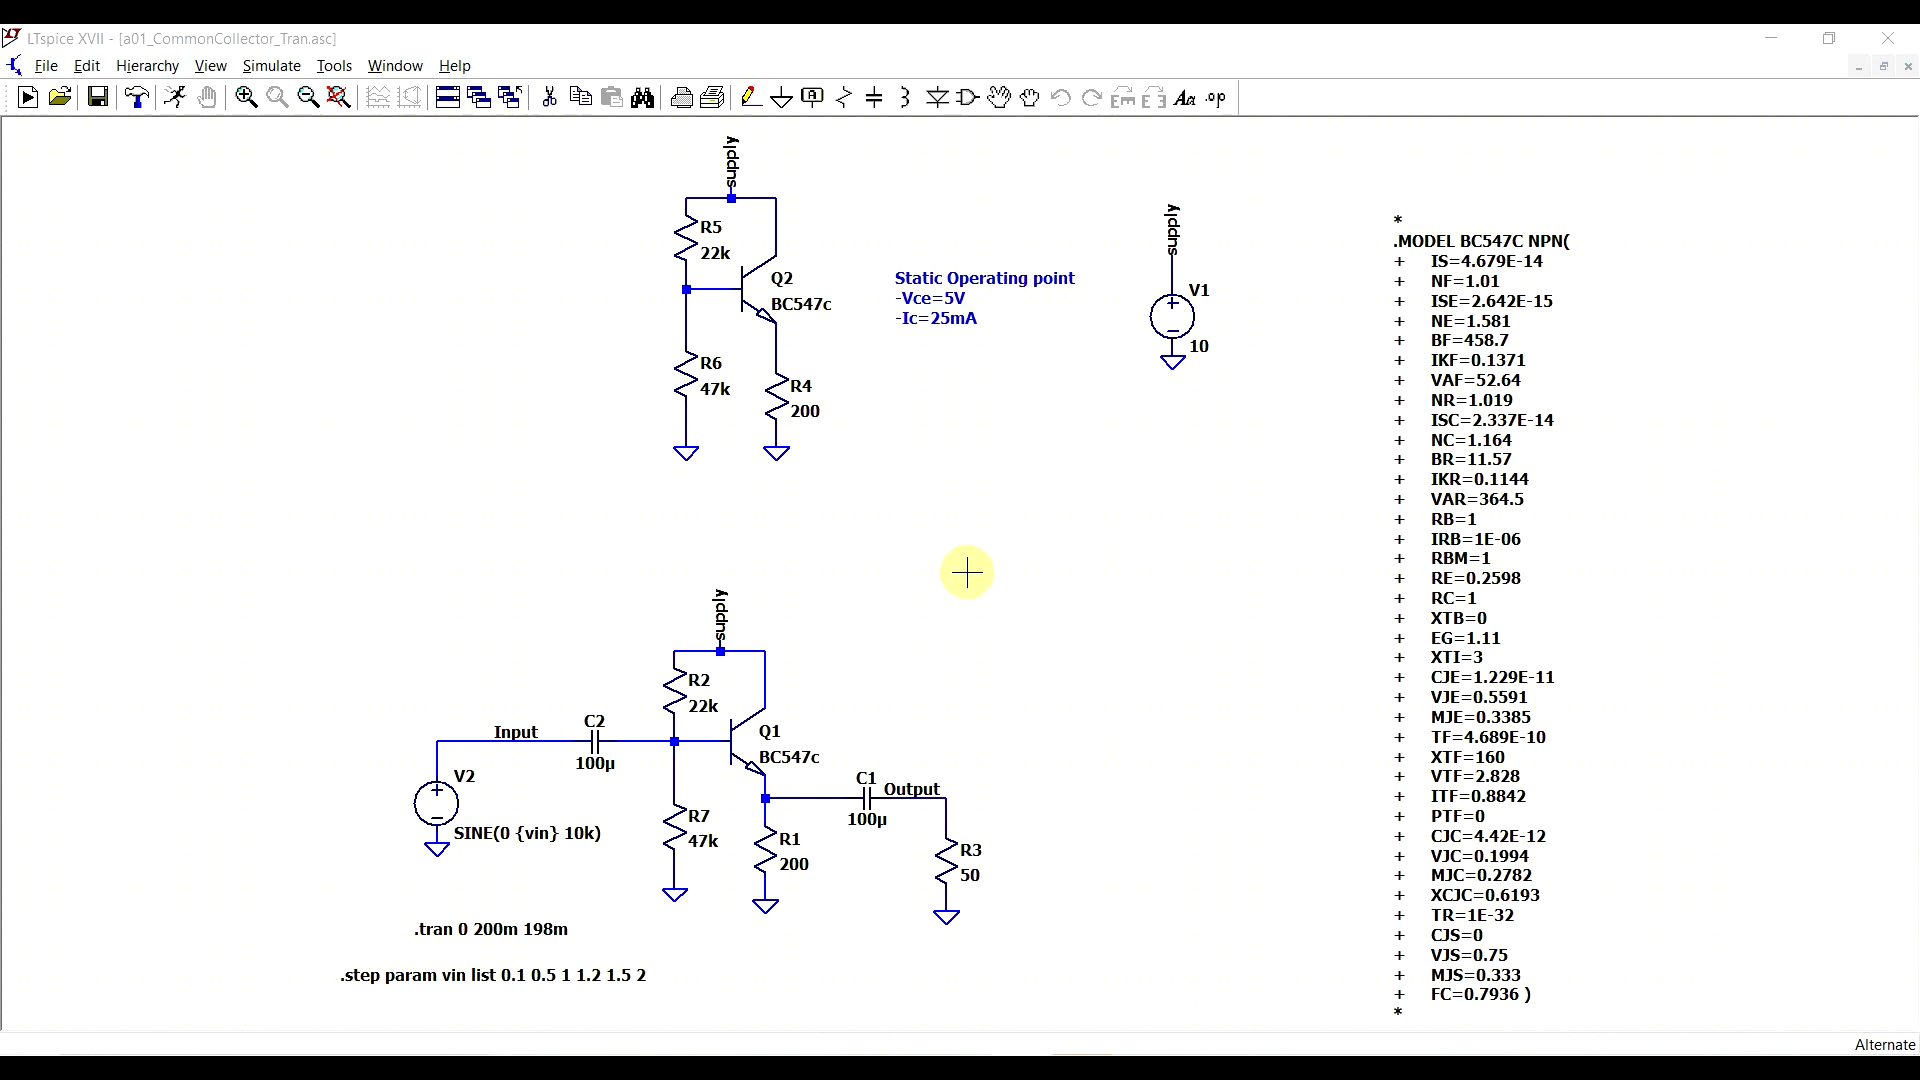 LTspice XVII - [a01_CommonCollector_Tran.asc]
File Edit Hierarchy View Simulate Tools Window Help
A Aa .op
supply
R5
22k
Q2
BC547c
R6
47k
R4
200
Static Operating point
-Vce=5V
-Ic=25mA
supply
V1
10
supply
R2
22k
Input
C2
100µ
Q1
BC547c
V2
SINE(0 {vin} 10k)
C1
Output
100µ
R7
47k
R1
200
R3
50
.tran 0 200m 198m
.step param vin list 0.1 0.5 1 1.2 1.5 2
*
.MODEL BC547C NPN(
+ IS=4.679E-14
+ NF=1.01
+ ISE=2.642E-15
+ NE=1.581
+ BF=458.7
+ IKF=0.1371
+ VAF=52.64
+ NR=1.019
+ ISC=2.337E-14
+ NC=1.164
+ BR=11.57
+ IKR=0.1144
+ VAR=364.5
+ RB=1
+ IRB=1E-06
+ RBM=1
+ RE=0.2598
+ RC=1
+ XTB=0
+ EG=1.11
+ XTI=3
+ CJE=1.229E-11
+ VJE=0.5591
+ MJE=0.3385
+ TF=4.689E-10
+ XTF=160
+ VTF=2.828
+ ITF=0.8842
+ PTF=0
+ CJC=4.42E-12
+ VJC=0.1994
+ MJC=0.2782
+ XCJC=0.6193
+ TR=1E-32
+ CJS=0
+ VJS=0.75
+ MJS=0.333
+ FC=0.7936 )
*
Alternate